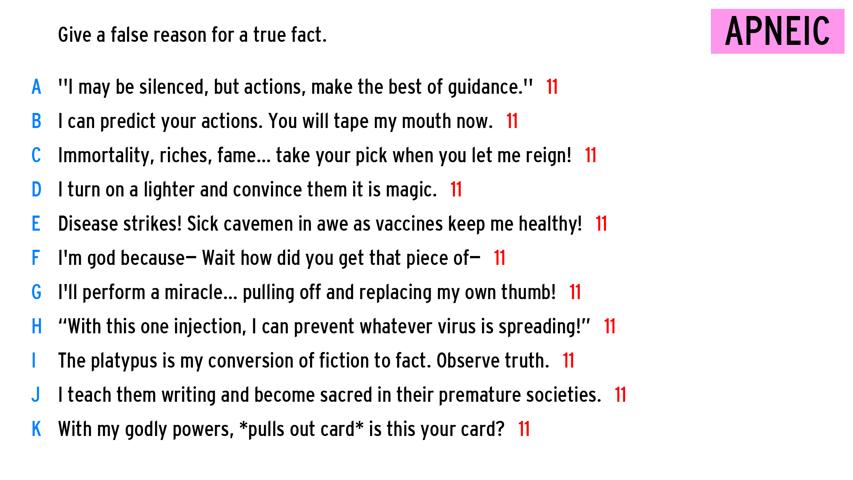 Give a false reason for a true fact.
APNEIC
A "I may be silenced, but actions, make the best of guidance." 11
B I can predict your actions. You will tape my mouth now. 11
C Immortality, riches, fame... take your pick when you let me reign! 11
D I turn on a lighter and convince them it is magic. 11
E Disease strikes! Sick cavemen in awe as vaccines keep me healthy! 11
F I'm god because— Wait how did you get that piece of— 11
G I'll perform a miracle... pulling off and replacing my own thumb! 11
H “With this one injection, I can prevent whatever virus is spreading!” 11
I The platypus is my conversion of fiction to fact. Observe truth. 11
J I teach them writing and become sacred in their premature societies. 11
K With my godly powers, *pulls out card* is this your card? 11